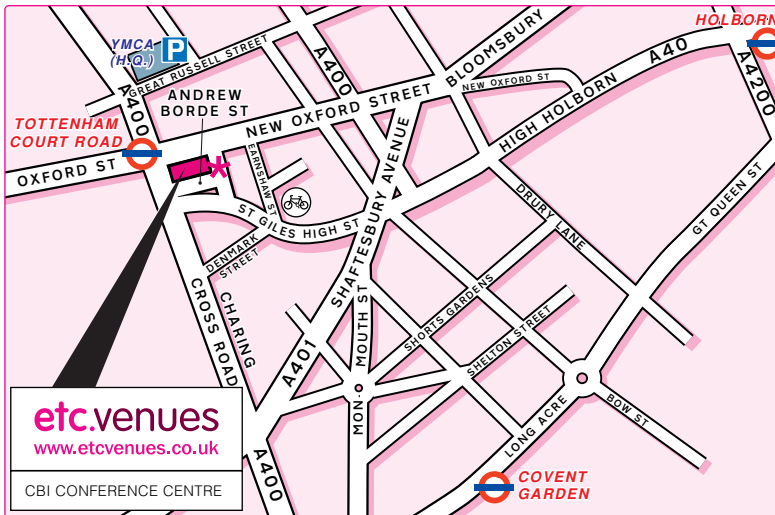 HOLBORN
YMCA
(H.Q.)
P
GREAT RUSSELL STREET
A400
BLOOMSBURY
A40
A4200
A400
ANDREW
BORDE ST
NEW OXFORD STREET
NEW OXFORD ST
HIGH HOLBORN
TOTTENHAM
COURT ROAD
OXFORD ST
*
EARNSHAW ST
ST GILES HIGH ST
SHAFTESBURY AVENUE
DRURY LANE
GT QUEEN ST
DENMARK
STREET
CHARING
CROSS ROAD
A401
MON-
MOUTH ST
SHORTS GARDENS
SHELTON STREET
BOW ST
LONG ACRE
A400
COVENT
GARDEN
etc.venues
www.etcvenues.co.uk
CBI CONFERENCE CENTRE